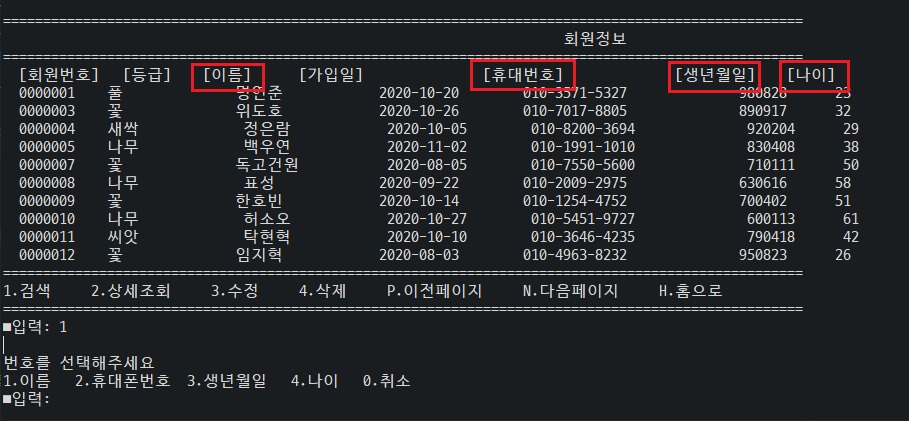 ====================================================================================================
회원정보
====================================================================================================
[회원번호] [등급] [이름] [가입일] [휴대번호] [생년월일] [나이]
0000001 풀 명인준 2020-10-20 010-3571-5327 980828 23
0000003 꽃 위도호 2020-10-26 010-7017-8805 890917 32
0000004 새싹 정은람 2020-10-05 010-8200-3694 920204 29
0000005 나무 백우연 2020-11-02 010-1991-1010 830408 38
0000007 꽃 독고건원 2020-08-05 010-7550-5600 710111 50
0000008 나무 표성 2020-09-22 010-2009-2975 630616 58
0000009 꽃 한호빈 2020-10-14 010-1254-4752 700402 51
0000010 나무 허소오 2020-10-27 010-5451-9727 600113 61
0000011 씨앗 탁현혁 2020-10-10 010-3646-4235 790418 42
0000012 꽃 임지혁 2020-08-03 010-4963-8232 950823 26
====================================================================================================
1.검색 2.상세조회 3.수정 4.삭제 P.이전페이지 N.다음페이지 H.홈으로
====================================================================================================
■입력: 1
번호를 선택해주세요
1.이름 2.휴대폰번호 3.생년월일 4.나이 0.취소
■입력: